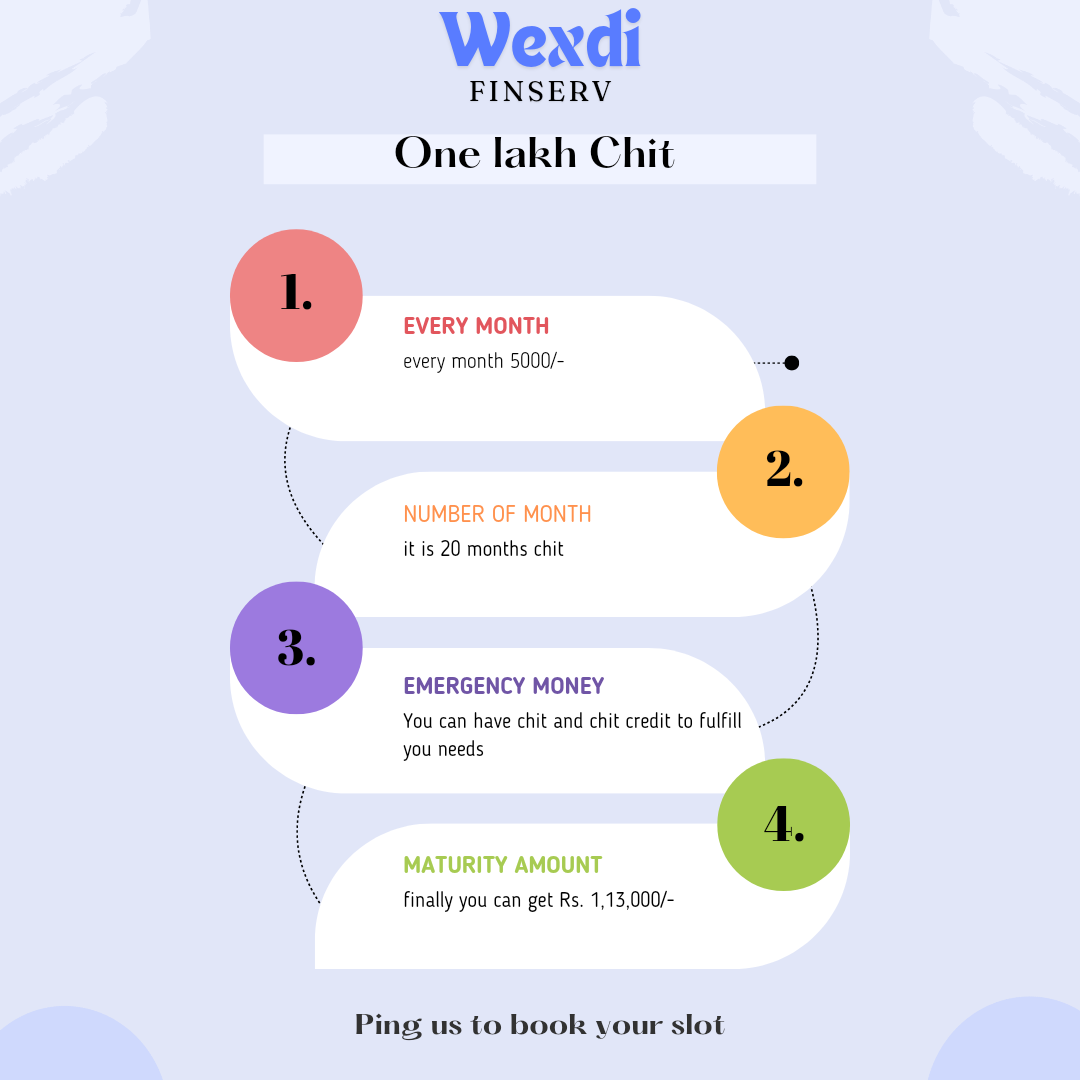 Wexdi
FINSERV
One lakh Chit
1.
EVERY MONTH
every month 5000/-
2.
NUMBER OF MONTH
it is 20 months chit
3.
EMERGENCY MONEY
You can have chit and chit credit to fulfill
you needs
4.
MATURITY AMOUNT
finally you can get Rs. 1,13,000/-
Ping us to book your slot